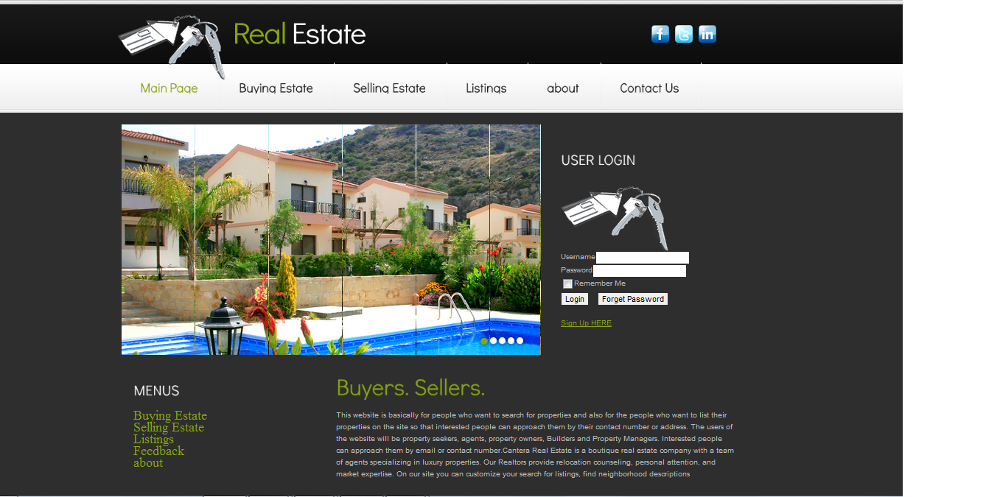 Real Estate
Main Page
Buying Estate
Selling Estate
Listings
about
Contact Us
USER LOGIN
Username
Password
Remember Me
Login
Forget Password
Sign Up HERE
MENUS
Buying Estate
Selling Estate
Listings
Feedback
about
Buyers. Sellers.
This website is basically for people who want to search for properties and also for the people who want to list their
properties on the site so that interested people can approach them by their contact number or address. The users of
the website will be property seekers, agents, property owners, Builders and Property Managers. Interested people
can approach them by email or contact number.Cantera Real Estate is a boutique real estate company with a team
of agents specializing in luxury properties. Our Realtors provide relocation counseling, personal attention, and
market expertise. On our site you can customize your search for listings, find neighborhood descriptions